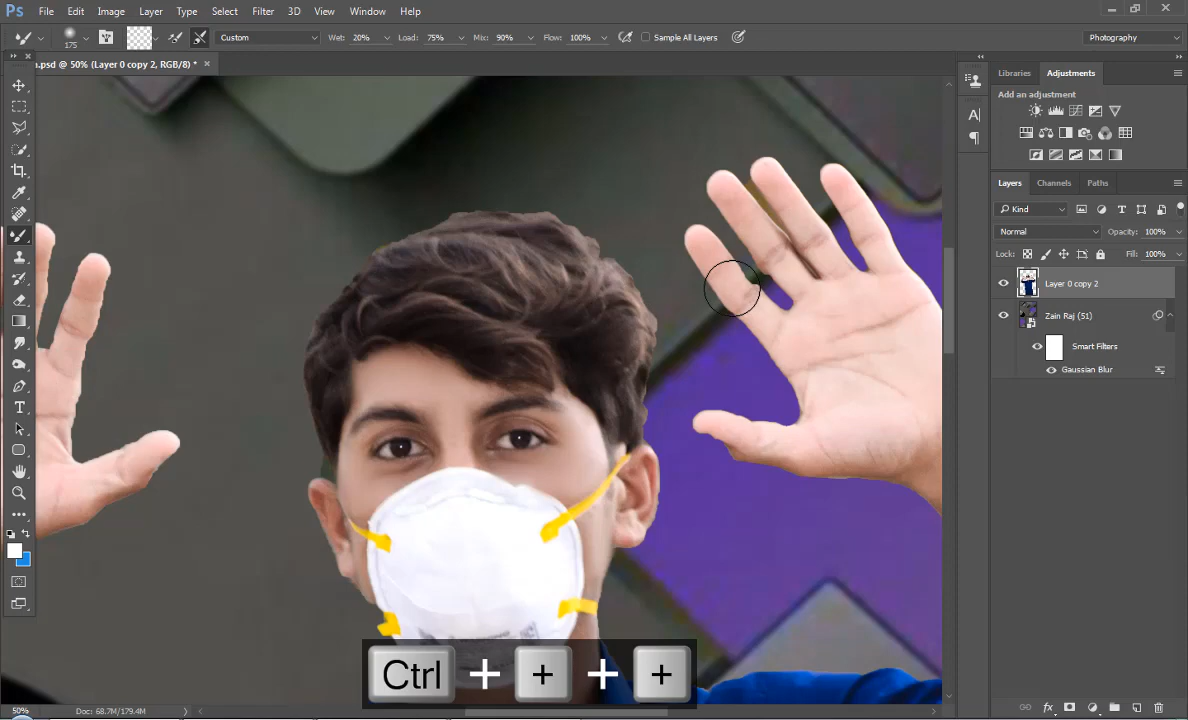 Ps File Edit Image Layer Type Select Filter 3D View Window Help
175 Custom Wet: 20% Load: 75% Mix: 90% Flow: 100% Sample All Layers Photography
.psd @ 50% (Layer 0 copy 2, RGB/8) * ×
Libraries Adjustments
Add an adjustment
Layers Channels Paths
Kind
Normal Opacity: 100%
Lock: Fill: 100%
Layer 0 copy 2
Zain Raj (51)
Smart Filters
Gaussian Blur
Ctrl + + + +
50% Doc: 68.7M/179.4M